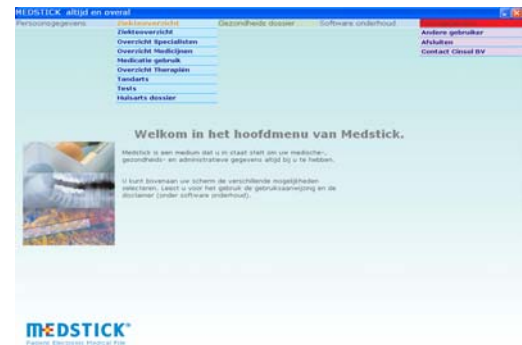 MEDSTICK altijd en overal
Persoonsgegevens
Ziekteoverzicht
Gezondheids dossier
Software onderhoud
Ziekteoverzicht
Overzicht Specialisten
Overzicht Medicijnen
Medicatie gebruik
Overzicht Therapiën
Tandarts
Tests
Huisarts dossier
Andere gebruiker
Afsluiten
Contact Cinsol BV
Welkom in het hoofdmenu van Medstick.
Medstick is een medium dat u in staat stelt om uw medische-,
gezondheids- en administratieve gegevens altijd bij u te
hebben.
U kunt bovenaan uw scherm de verschillende mogelijkheden
selecteren. Leest u voor het gebruik de gebruiksaanwijzing en de
disclaimer (onder software onderhoud).
MEDSTICK®
Patient Electronic Medical File